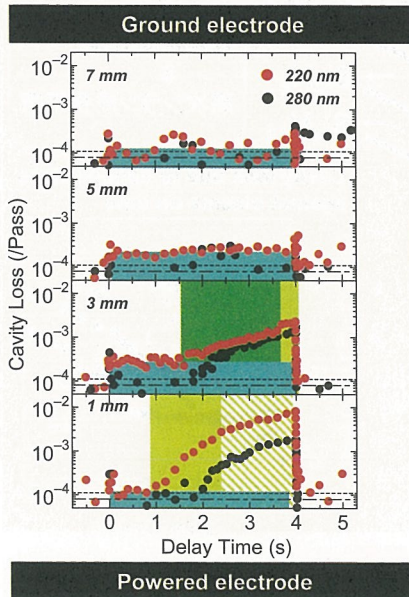 Ground electrode
10⁻²
7 mm
220 nm
280 nm
10⁻³
10⁻⁴
10⁻²
5 mm
10⁻³
10⁻⁴
10⁻²
3 mm
10⁻³
10⁻⁴
10⁻²
1 mm
10⁻³
10⁻⁴
Cavity Loss (/Pass)
0 1 2 3 4 5
Delay Time (s)
Powered electrode